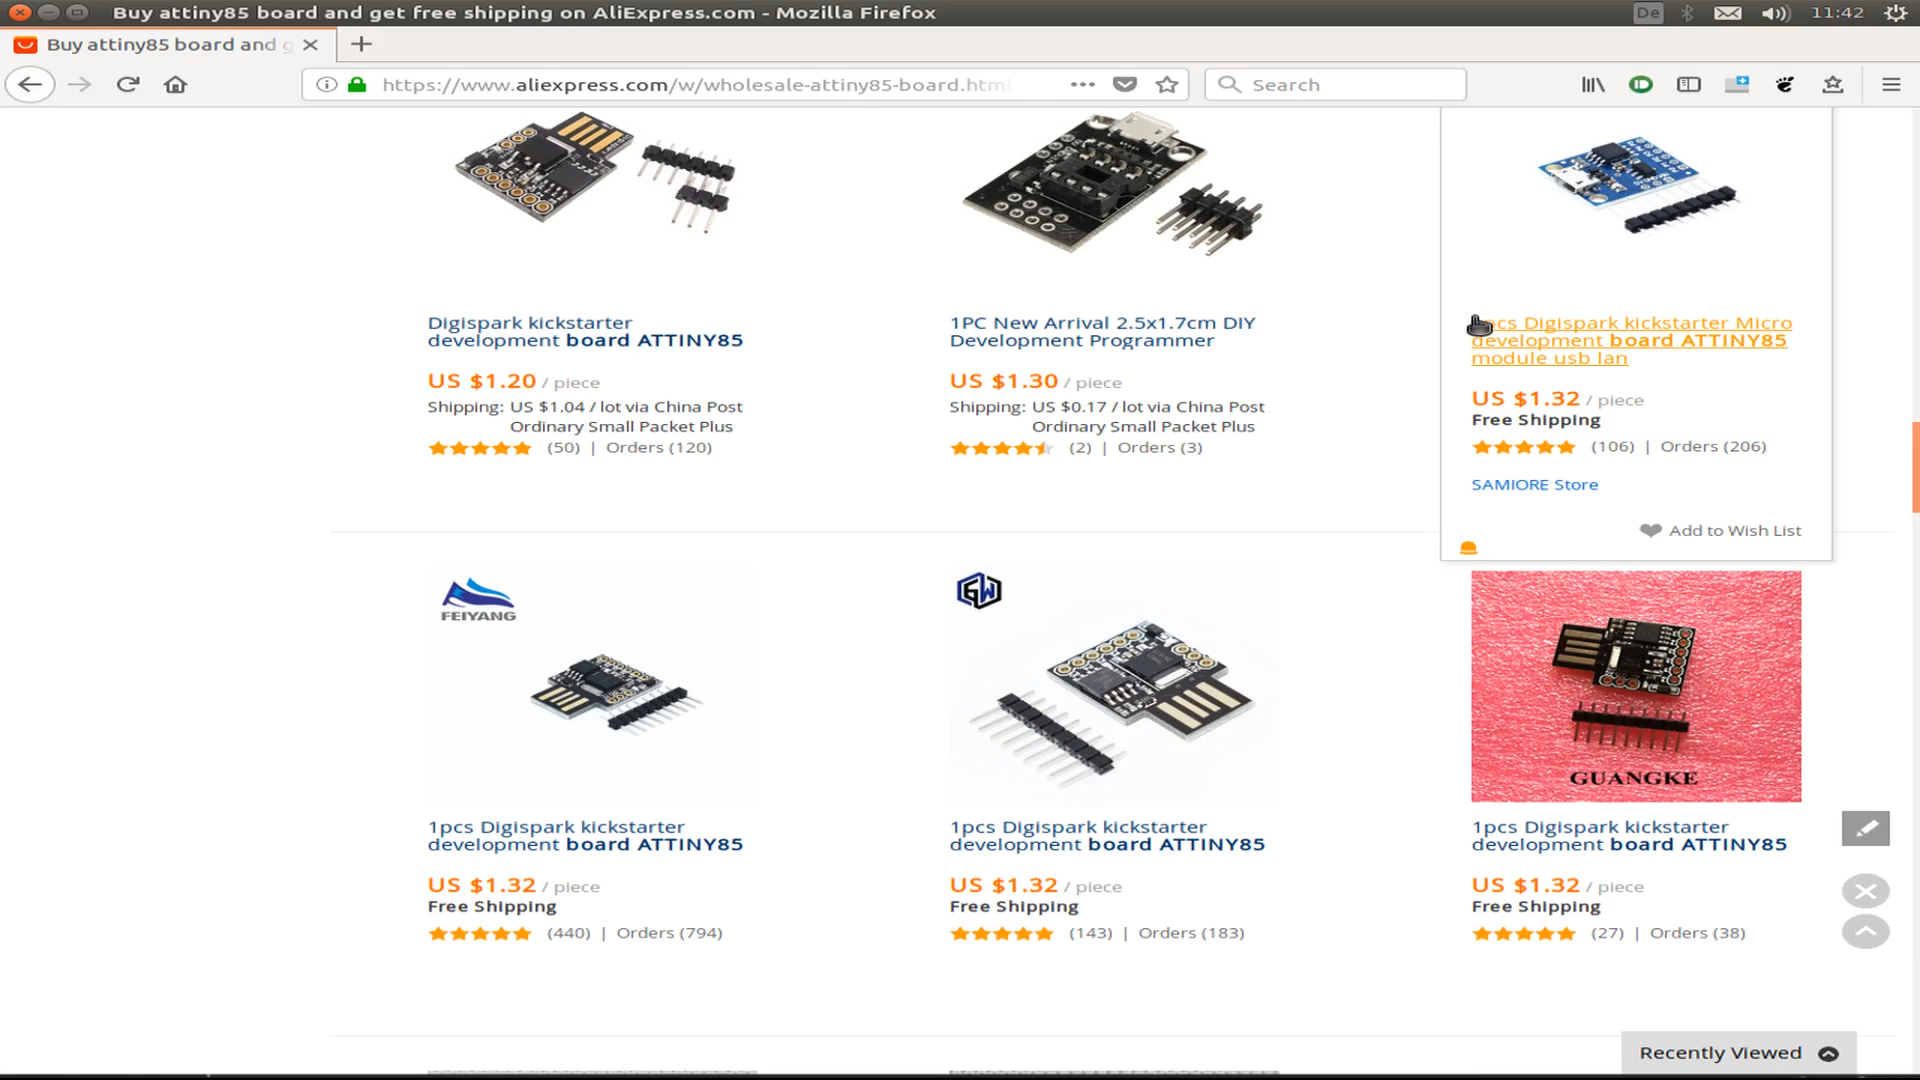 Buy attiny85 board and get free shipping on AliExpress.com - Mozilla Firefox
De
11:42
Buy attiny85 board and g
https://www.aliexpress.com/w/wholesale-attiny85-board.html
Search
Digispark kickstarter
development board ATTINY85
US $1.20 / piece
Shipping: US $1.04 / lot via China Post
Ordinary Small Packet Plus
(50) | Orders (120)
1PC New Arrival 2.5x1.7cm DIY
Development Programmer
US $1.30 / piece
Shipping: US $0.17 / lot via China Post
Ordinary Small Packet Plus
(2) | Orders (3)
pcs Digispark kickstarter Micro
development board ATTINY85
module usb lan
US $1.32 / piece
Free Shipping
(106) | Orders (206)
SAMIORE Store
Add to Wish List
FEIYANG
1pcs Digispark kickstarter
development board ATTINY85
US $1.32 / piece
Free Shipping
(440) | Orders (794)
GW
1pcs Digispark kickstarter
development board ATTINY85
US $1.32 / piece
Free Shipping
(143) | Orders (183)
GUANGKE
1pcs Digispark kickstarter
development board ATTINY85
US $1.32 / piece
Free Shipping
(27) | Orders (38)
Recently Viewed